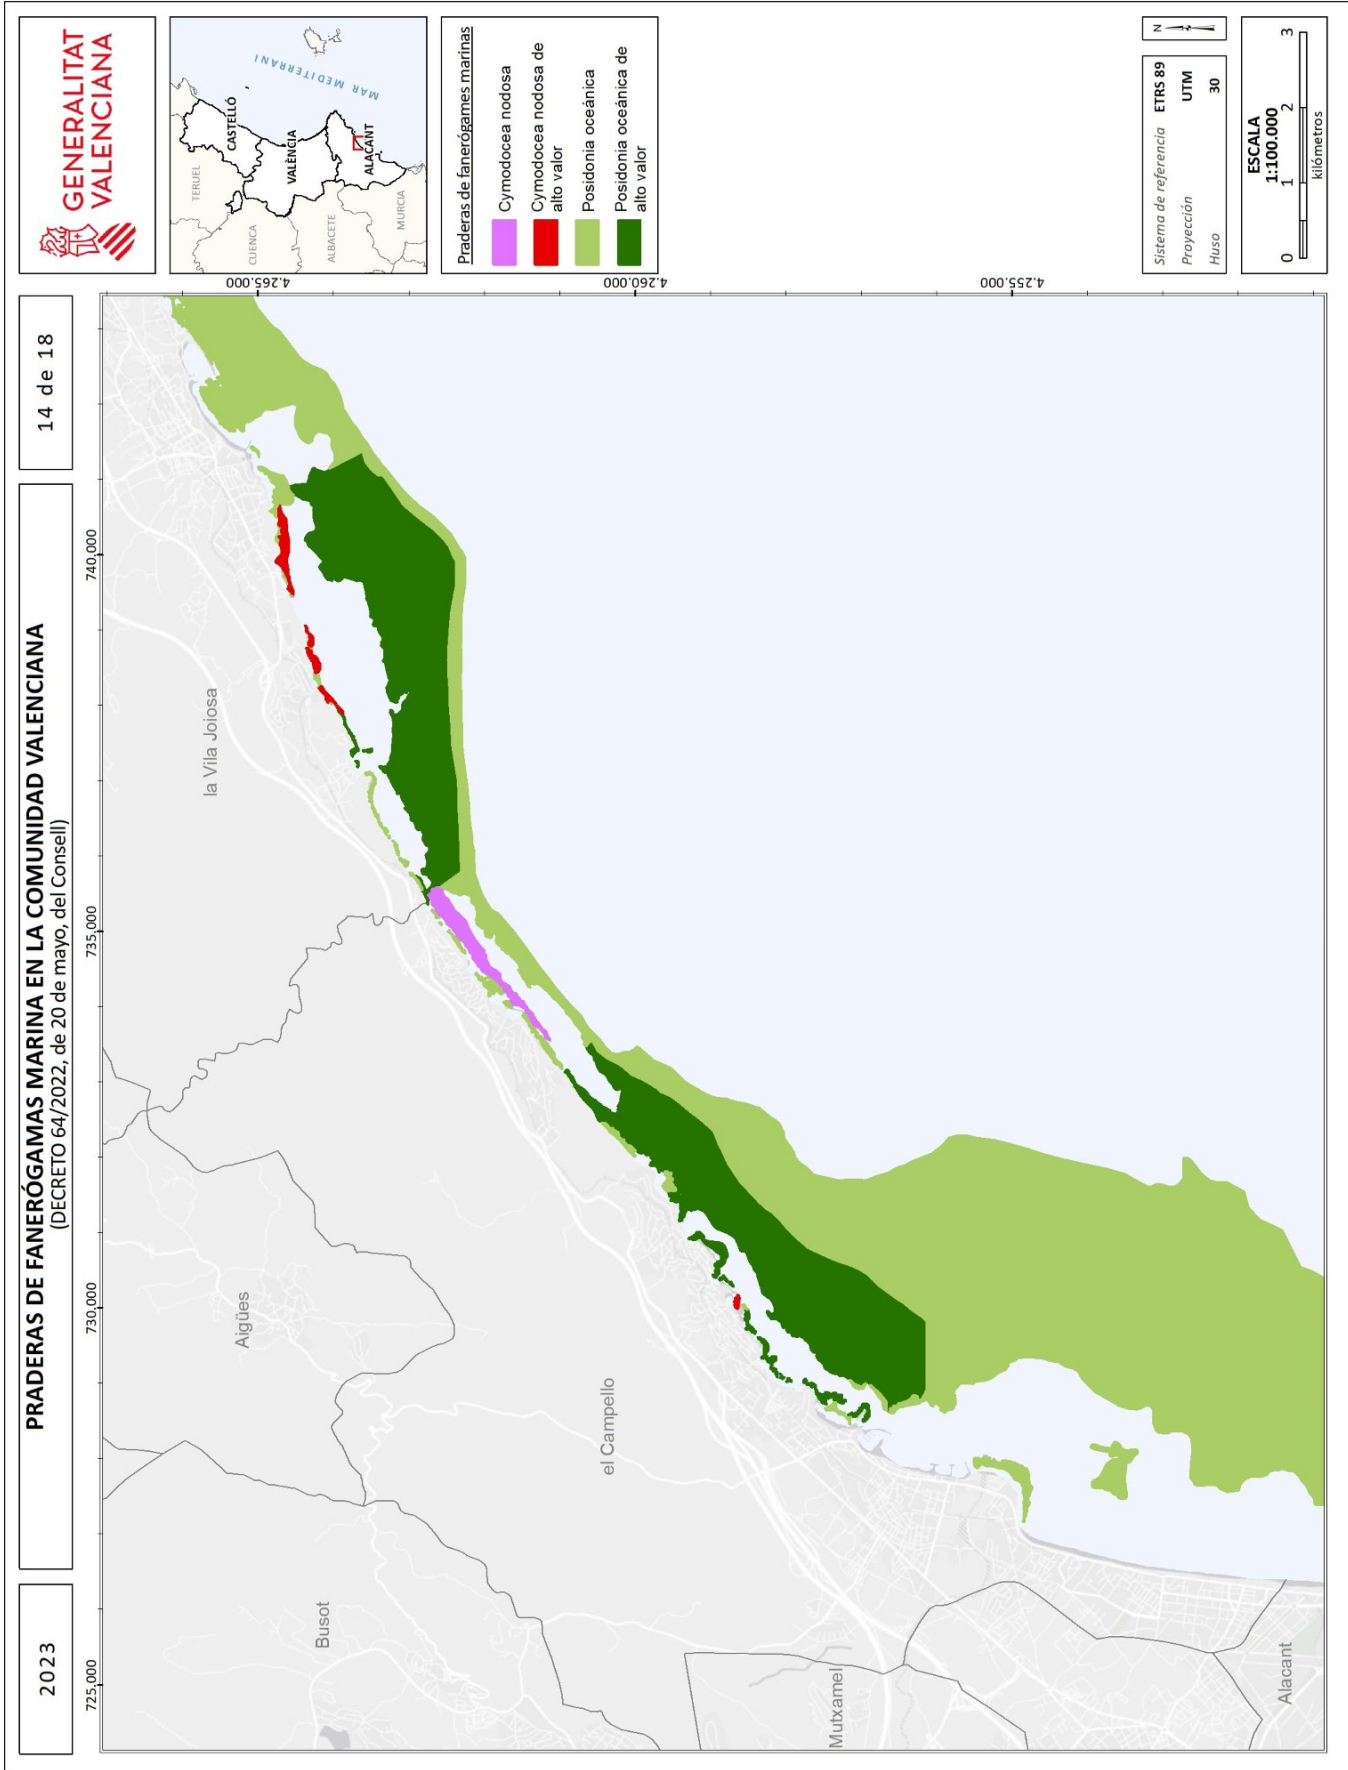 2023
PRADERAS DE FANERÓGAMAS MARINA EN LA COMUNIDAD VALENCIANA
(DECRETO 64/2022, de 20 de mayo, del Consell)
14 de 18
GENERALITAT
VALENCIANA
725.000
730.000
735.000
740.000
4.265.000
4.260.000
4.255.000
Busot
Aigües
la Vila Joiosa
el Campello
Mutxamel
Alacant
TERUEL
CASTELLÓ
CUENCA
VALÈNCIA
ALBACETE
ALACANT
MURCIA
MAR MEDITERRANI
Praderas de fanerógames marinas
Cymodocea nodosa
Cymodocea nodosa de
alto valor
Posidonia oceánica
Posidonia oceánica de
alto valor
Sistema de referencia ETRS 89
Proyección UTM
Huso 30
N
ESCALA
1:100.000
0 1 2 3
kilómetros